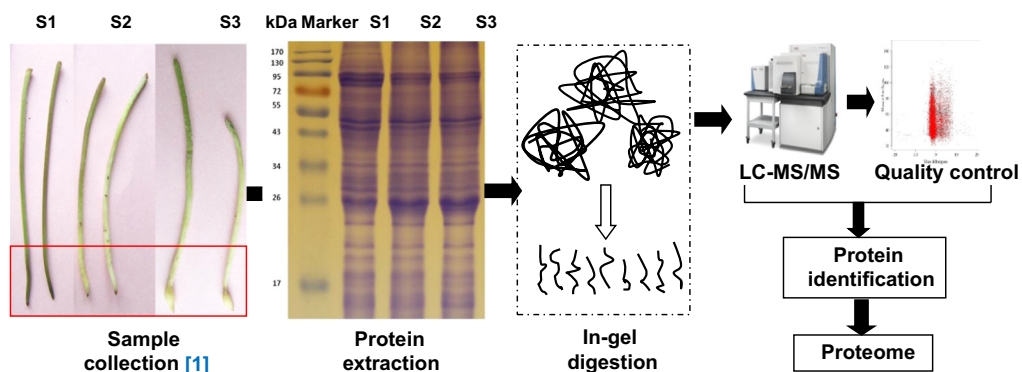 S1 S2 S3
kDa Marker S1 S2 S3
170
130
95
72
55
43
34
26
17
Sample
collection [1]
Protein
extraction
In-gel
digestion
LC-MS/MS
Quality control
Protein
identification
Proteome